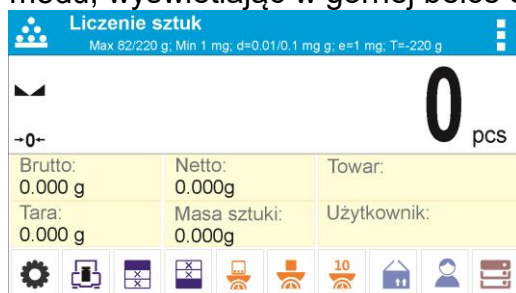 modu, wyświetlając w górnej belce
Liczenie sztuk
Max 82/220 g; Min 1 mg; d=0.01/0.1 mg g; e=1 mg; T=-220 g
→0←
0 pcs
Brutto: Netto: Towar:
0.000 g 0.000g
Tara: Masa sztuki: Użytkownik:
0.000 g 0.000g
10